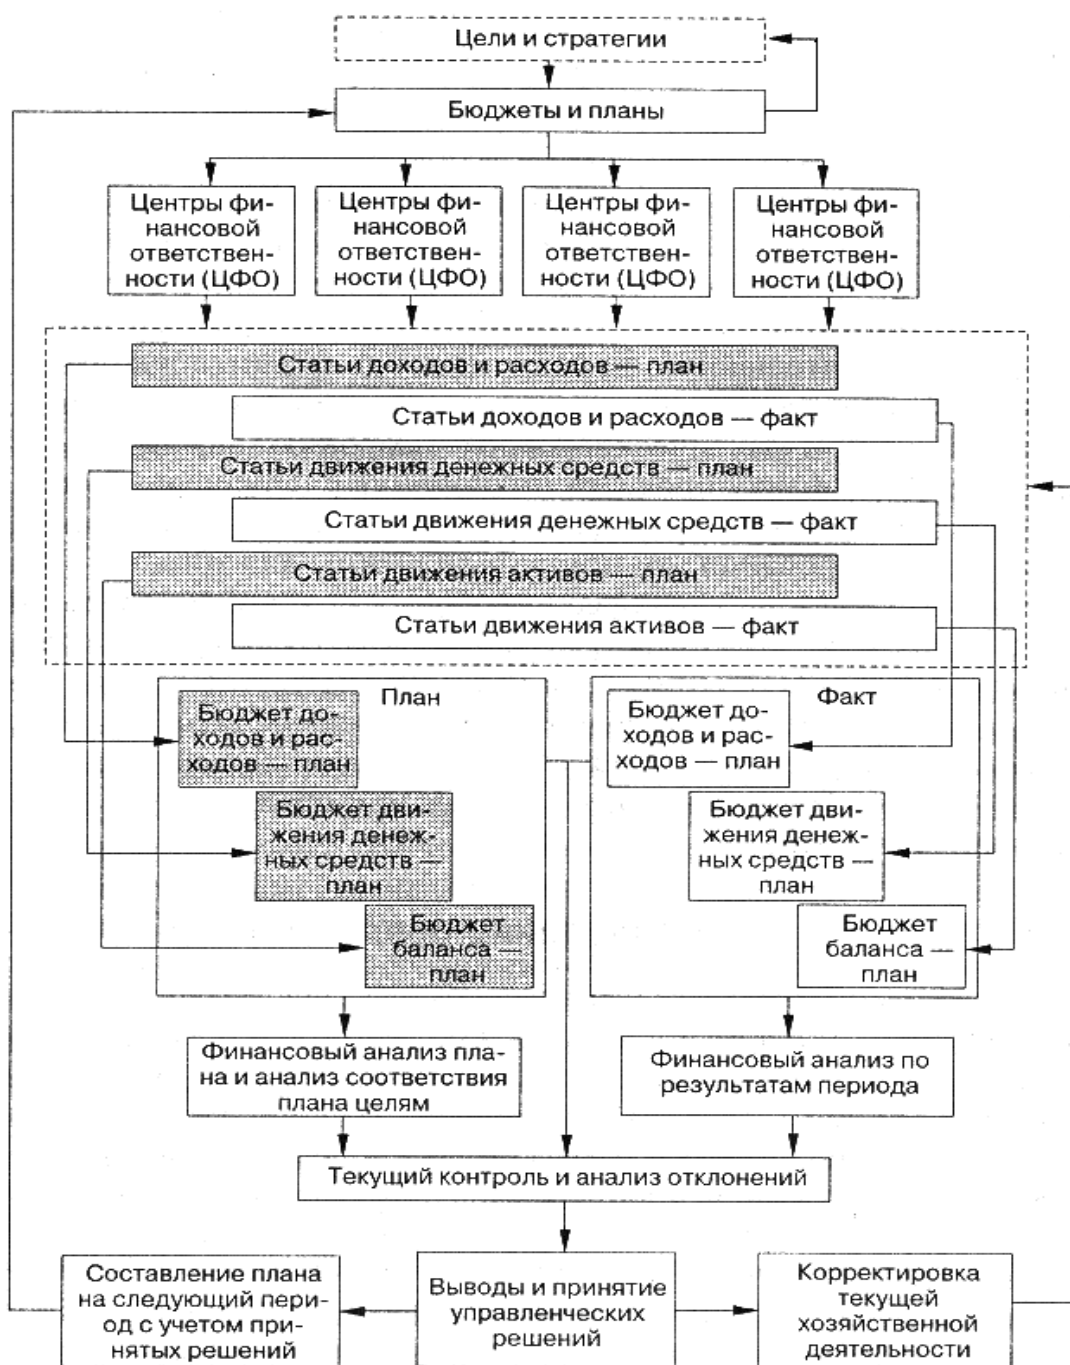 Цели и стратегии
Бюджеты и планы
Центры фи-
нансовой
ответствен-
ности (ЦФО)
Центры фи-
нансовой
ответствен-
ности (ЦФО)
Центры фи-
нансовой
ответствен-
ности (ЦФО)
Центры фи-
нансовой
ответствен-
ности (ЦФО)
Статьи доходов и расходов — план
Статьи доходов и расходов — факт
Статьи движения денежных средств — план
Статьи движения денежных средств — факт
Статьи движения активов — план
Статьи движения активов — факт
План
Бюджет до-
ходов и рас-
ходов — план
Бюджет дви-
жения денеж-
ных средств —
план
Бюджет
баланса —
план
Факт
Бюджет до-
ходов и рас-
ходов — план
Бюджет дви-
жения денеж-
ных средств —
план
Бюджет
баланса —
план
Финансовый анализ пла-
на и анализ соответствия
плана целям
Финансовый анализ по
результатам периода
Текущий контроль и анализ отклонений
Составление плана
на следующий пери-
од с учетом при-
нятых решений
Выводы и принятие
управленческих
решений
Корректировка
текущей
хозяйственной
деятельности